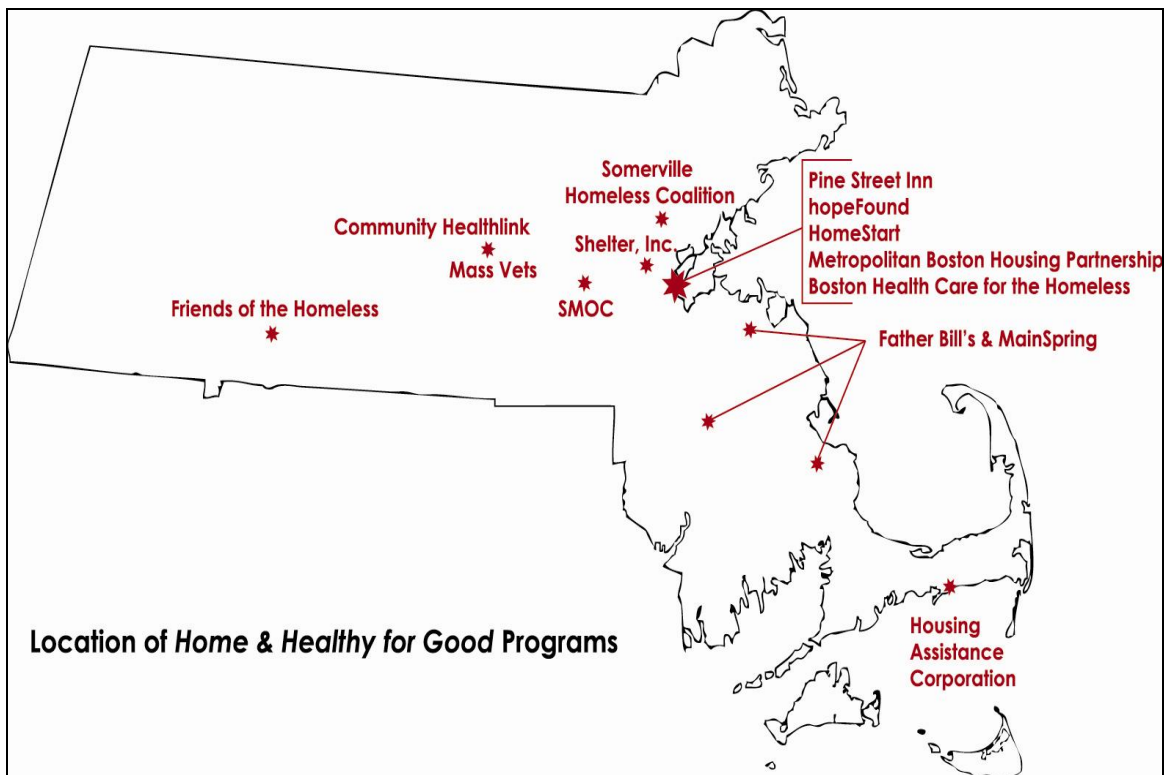 Somerville
Homeless Coalition
Pine Street Inn
hopeFound
HomeStart
Metropolitan Boston Housing Partnership
Boston Health Care for the Homeless
Community Healthlink
Mass Vets
Shelter, Inc.
SMOC
Friends of the Homeless
Father Bill's & MainSpring
Housing
Assistance
Corporation
Location of Home & Healthy for Good Programs